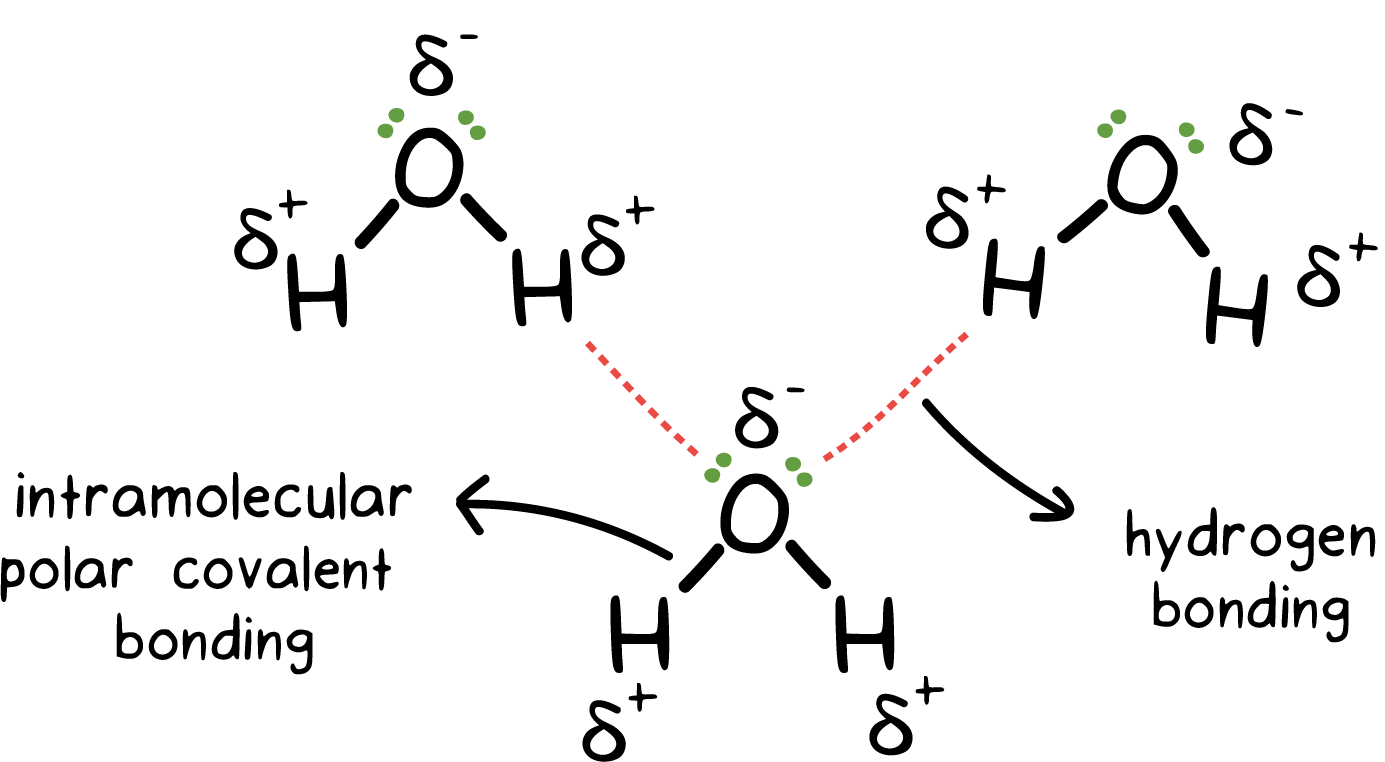 δ⁻
O
δ⁺ H H δ⁺
δ⁻
O
δ⁺ H H δ⁺
δ⁻
O
H H
δ⁺ δ⁺
intramolecular
polar covalent
bonding
hydrogen
bonding